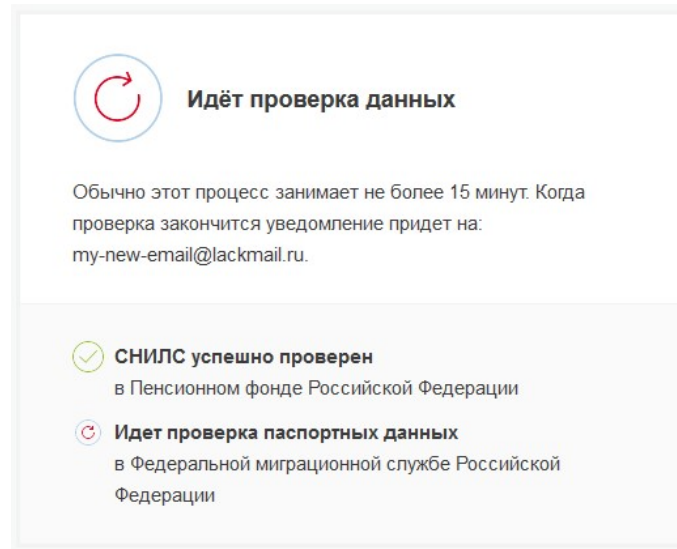 Идёт проверка данных
Обычно этот процесс занимает не более 15 минут. Когда
проверка закончится уведомление придет на:
my-new-email@lackmail.ru.
СНИЛС успешно проверен
в Пенсионном фонде Российской Федерации
Идет проверка паспортных данных
в Федеральной миграционной службе Российской
Федерации